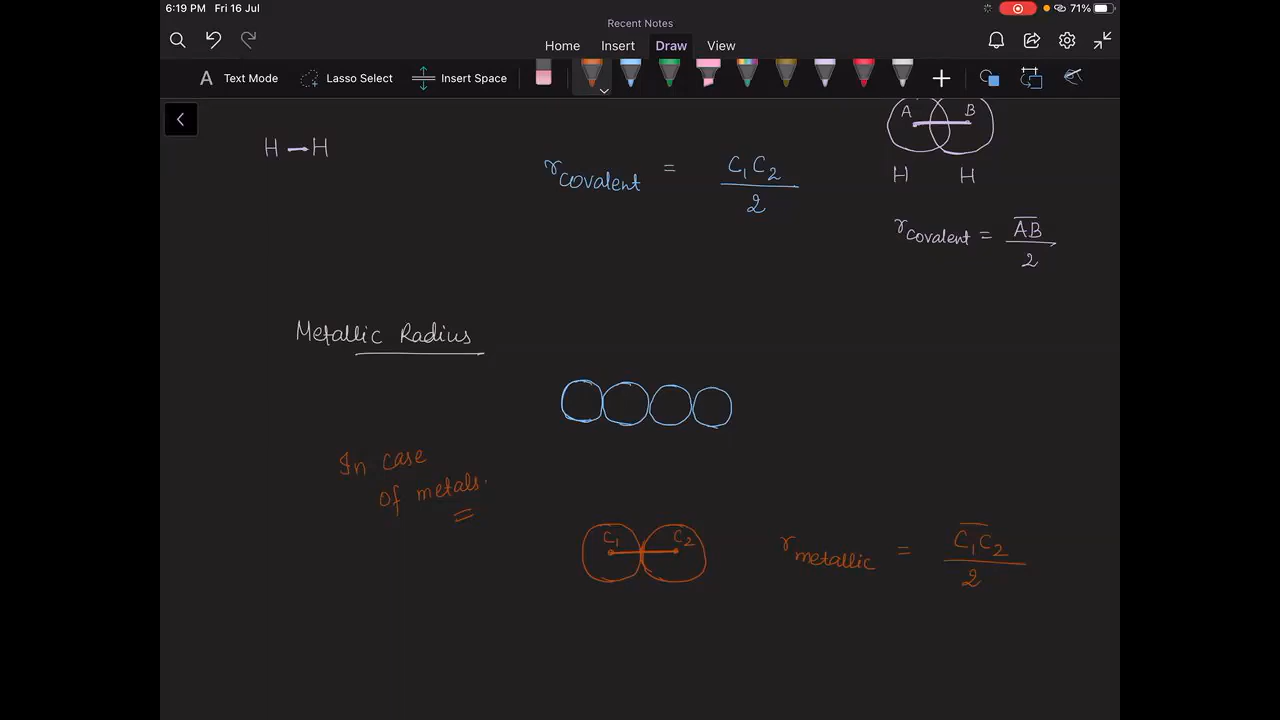 6:19 PM Fri 16 Jul
71%
Recent Notes
Home Insert Draw View
A Text Mode Lasso Select Insert Space
A B
H—H
r covalent = C1C2 / 2
H H
r covalent = AB / 2
Metallic Radius
In case
of metals.
C1 C2
r metallic = C1C2 / 2